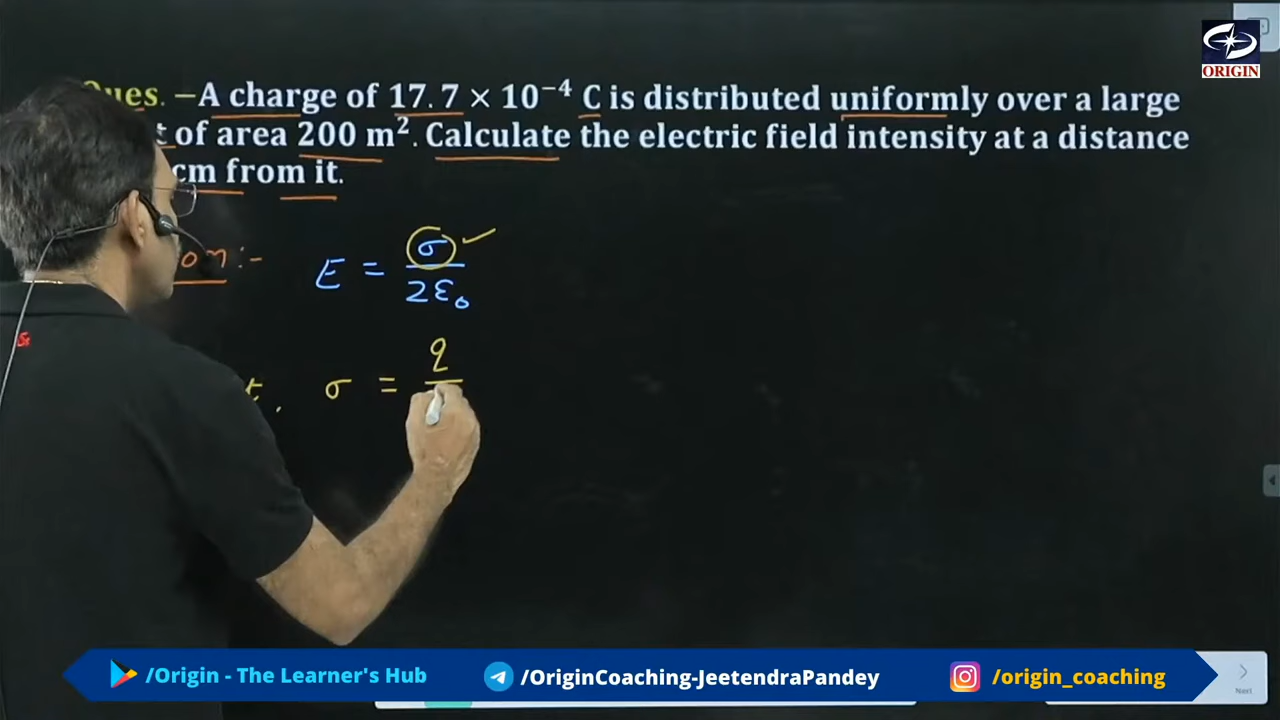 ORIGIN
Ques. –A charge of 17.7 × 10⁻⁴ C is distributed uniformly over a large
of area 200 m². Calculate the electric field intensity at a distance
cm from it.
:- E = σ / 2ε₀
σ = q
/Origin - The Learner's Hub /OriginCoaching-JeetendraPandey /origin_coaching
Next